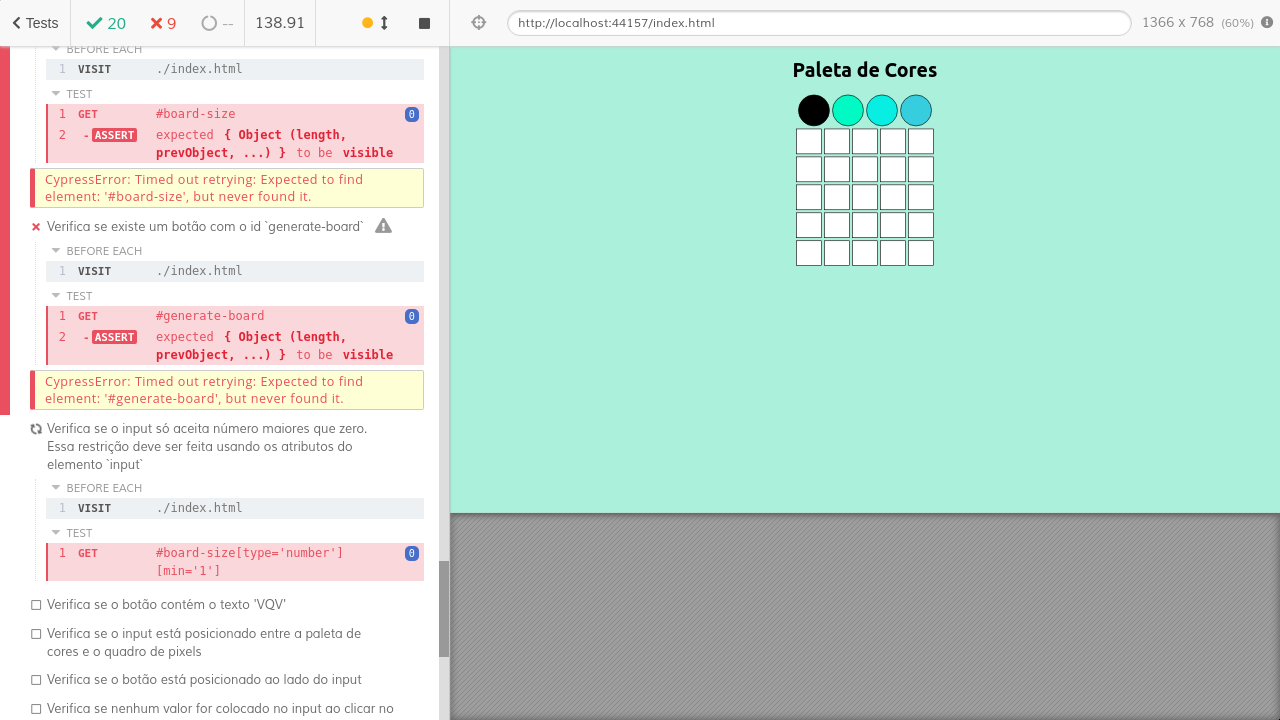 Tests
20
9
--
138.91
http://localhost:44157/index.html
1366 x 768 (60%)
BEFORE EACH
1 VISIT ./index.html
TEST
1 GET #board-size 0
2 -ASSERT expected { Object (length,
prevObject, ...) } to be visible
CypressError: Timed out retrying: Expected to find
element: '#board-size', but never found it.
Verifica se existe um botão com o id `generate-board`
BEFORE EACH
1 VISIT ./index.html
TEST
1 GET #generate-board 0
2 -ASSERT expected { Object (length,
prevObject, ...) } to be visible
CypressError: Timed out retrying: Expected to find
element: '#generate-board', but never found it.
Verifica se o input só aceita número maiores que zero.
Essa restrição deve ser feita usando os atributos do
elemento `input`
BEFORE EACH
1 VISIT ./index.html
TEST
1 GET #board-size[type='number'] 0
[min='1']
Verifica se o botão contém o texto 'VQV'
Verifica se o input está posicionado entre a paleta de
cores e o quadro de pixels
Verifica se o botão está posicionado ao lado do input
Verifica se nenhum valor for colocado no input ao clicar no
Paleta de Cores